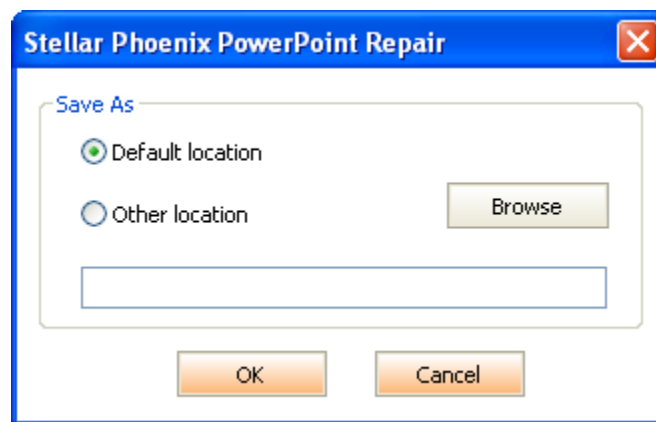 Stellar Phoenix PowerPoint Repair
Save As
Default location
Other location
Browse
OK
Cancel